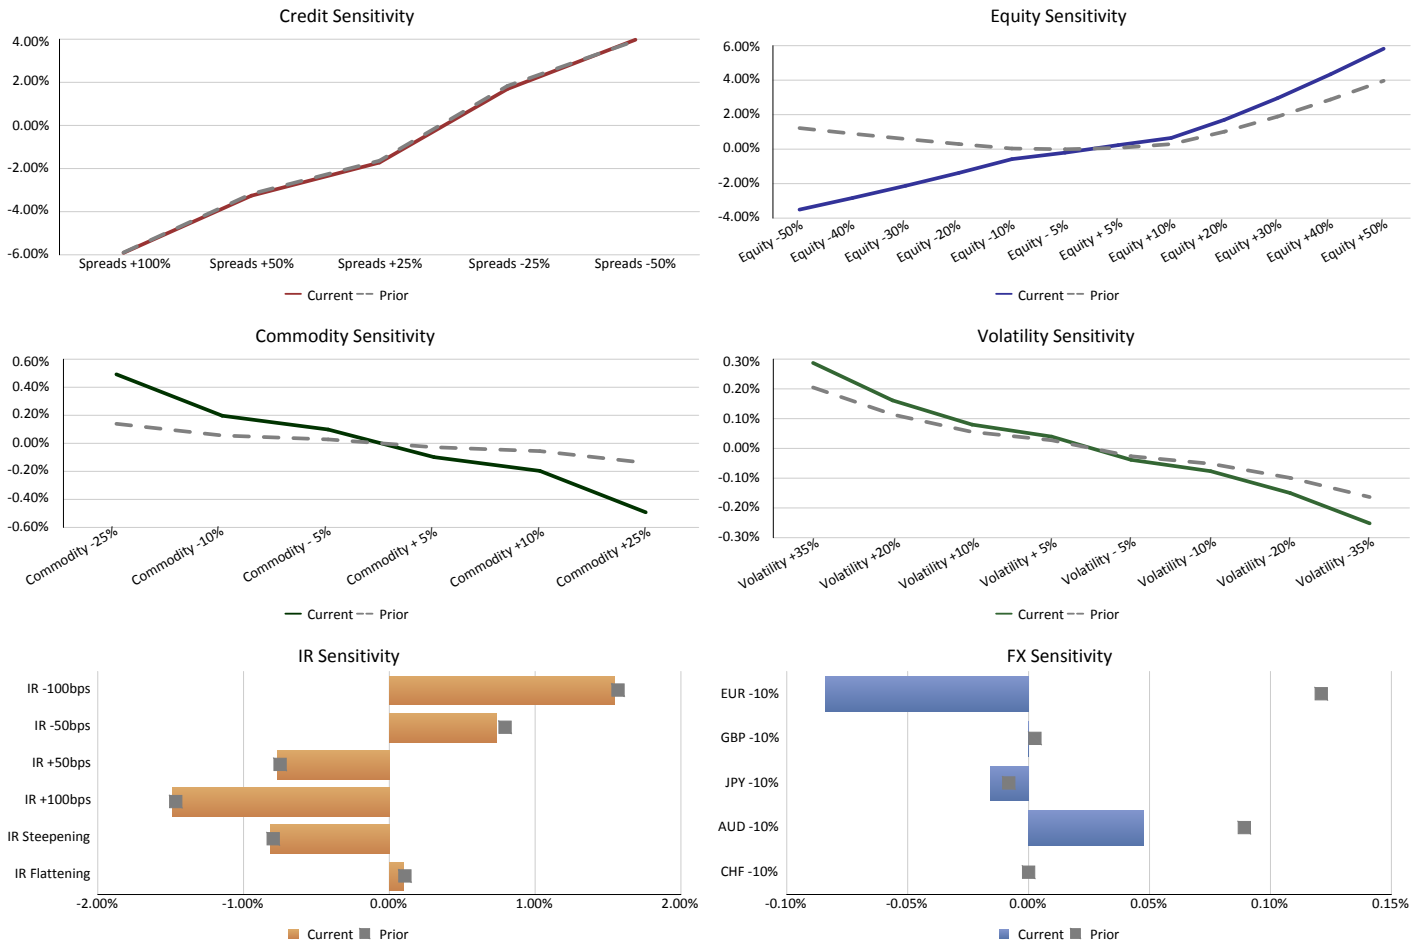 Credit Sensitivity
4.00%
2.00%
0.00%
-2.00%
-4.00%
-6.00%
Spreads +100%
Spreads +50%
Spreads +25%
Spreads -25%
Spreads -50%
Current
Prior
Equity Sensitivity
6.00%
4.00%
2.00%
0.00%
-2.00%
-4.00%
Equity -50%
Equity -40%
Equity -30%
Equity -20%
Equity -10%
Equity - 5%
Equity + 5%
Equity +10%
Equity +20%
Equity +30%
Equity +40%
Equity +50%
Current
Prior
Commodity Sensitivity
0.60%
0.40%
0.20%
0.00%
-0.20%
-0.40%
-0.60%
Commodity -25%
Commodity -10%
Commodity - 5%
Commodity + 5%
Commodity +10%
Commodity +25%
Current
Prior
Volatility Sensitivity
0.30%
0.20%
0.10%
0.00%
-0.10%
-0.20%
-0.30%
Volatility +35%
Volatility +20%
Volatility +10%
Volatility + 5%
Volatility - 5%
Volatility -10%
Volatility -20%
Volatility -35%
Current
Prior
IR Sensitivity
IR -100bps
IR -50bps
IR +50bps
IR +100bps
IR Steepening
IR Flattening
-2.00%
-1.00%
0.00%
1.00%
2.00%
Current
Prior
FX Sensitivity
EUR -10%
GBP -10%
JPY -10%
AUD -10%
CHF -10%
-0.10%
-0.05%
0.00%
0.05%
0.10%
0.15%
Current
Prior